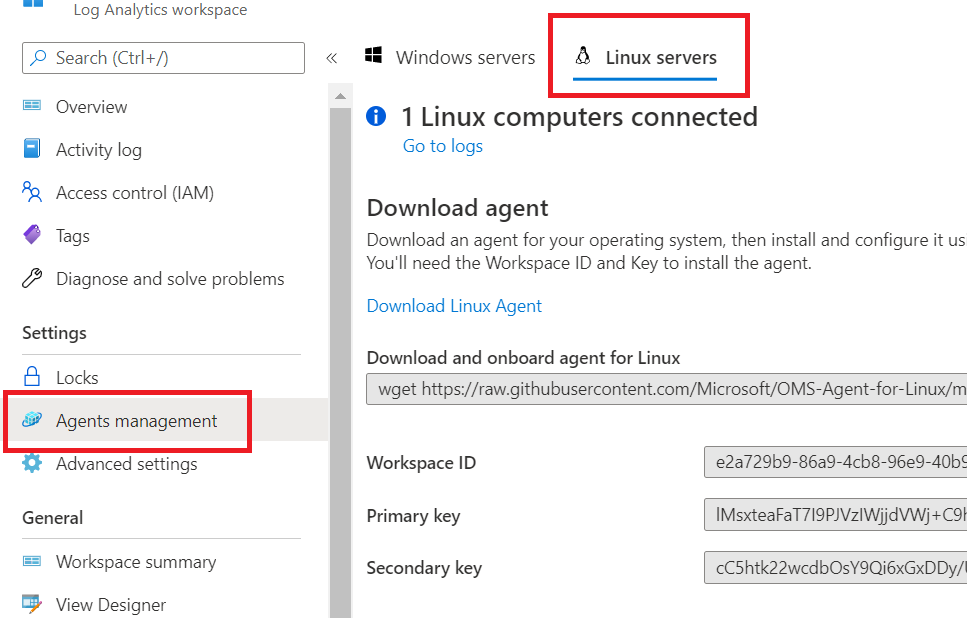 Log Analytics workspace
Search (Ctrl+/)
«
Overview
Activity log
Access control (IAM)
Tags
Diagnose and solve problems
Settings
Locks
Agents management
Advanced settings
General
Workspace summary
View Designer
Windows servers
Linux servers
1 Linux computers connected
Go to logs
Download agent
Download an agent for your operating system, then install and configure it us
You'll need the Workspace ID and Key to install the agent.
Download Linux Agent
Download and onboard agent for Linux
wget https://raw.githubusercontent.com/Microsoft/OMS-Agent-for-Linux/m
Workspace ID
e2a729b9-86a9-4cb8-96e9-40b9
Primary key
Secondary key